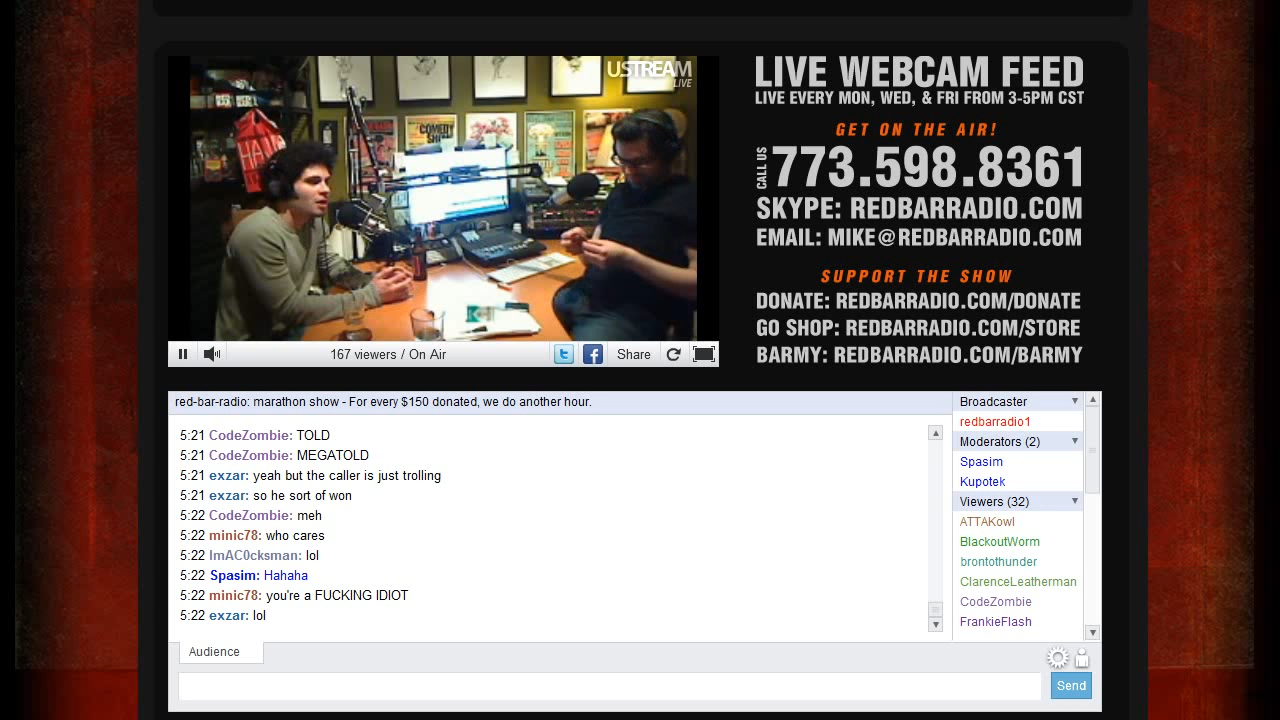 USTREAM
LIVE
COMEDY
SHOW
LIVE WEBCAM FEED
LIVE EVERY MON, WED, & FRI FROM 3-5PM CST
GET ON THE AIR!
CALL US 773.598.8361
SKYPE: REDBARRADIO.COM
EMAIL: MIKE@REDBARRADIO.COM
SUPPORT THE SHOW
DONATE: REDBARRADIO.COM/DONATE
GO SHOP: REDBARRADIO.COM/STORE
BARMY: REDBARRADIO.COM/BARMY
167 viewers / On Air
Share
red-bar-radio: marathon show - For every $150 donated, we do another hour.
5:21 CodeZombie: TOLD
5:21 CodeZombie: MEGATOLD
5:21 exzar: yeah but the caller is just trolling
5:21 exzar: so he sort of won
5:22 CodeZombie: meh
5:22 minic78: who cares
5:22 ImAC0cksman: lol
5:22 Spasim: Hahaha
5:22 minic78: you're a FUCKING IDIOT
5:22 exzar: lol
Broadcaster
redbarradio1
Moderators (2)
Spasim
Kupotek
Viewers (32)
ATTAKowl
BlackoutWorm
brontothunder
ClarenceLeatherman
CodeZombie
FrankieFlash
Audience
Send